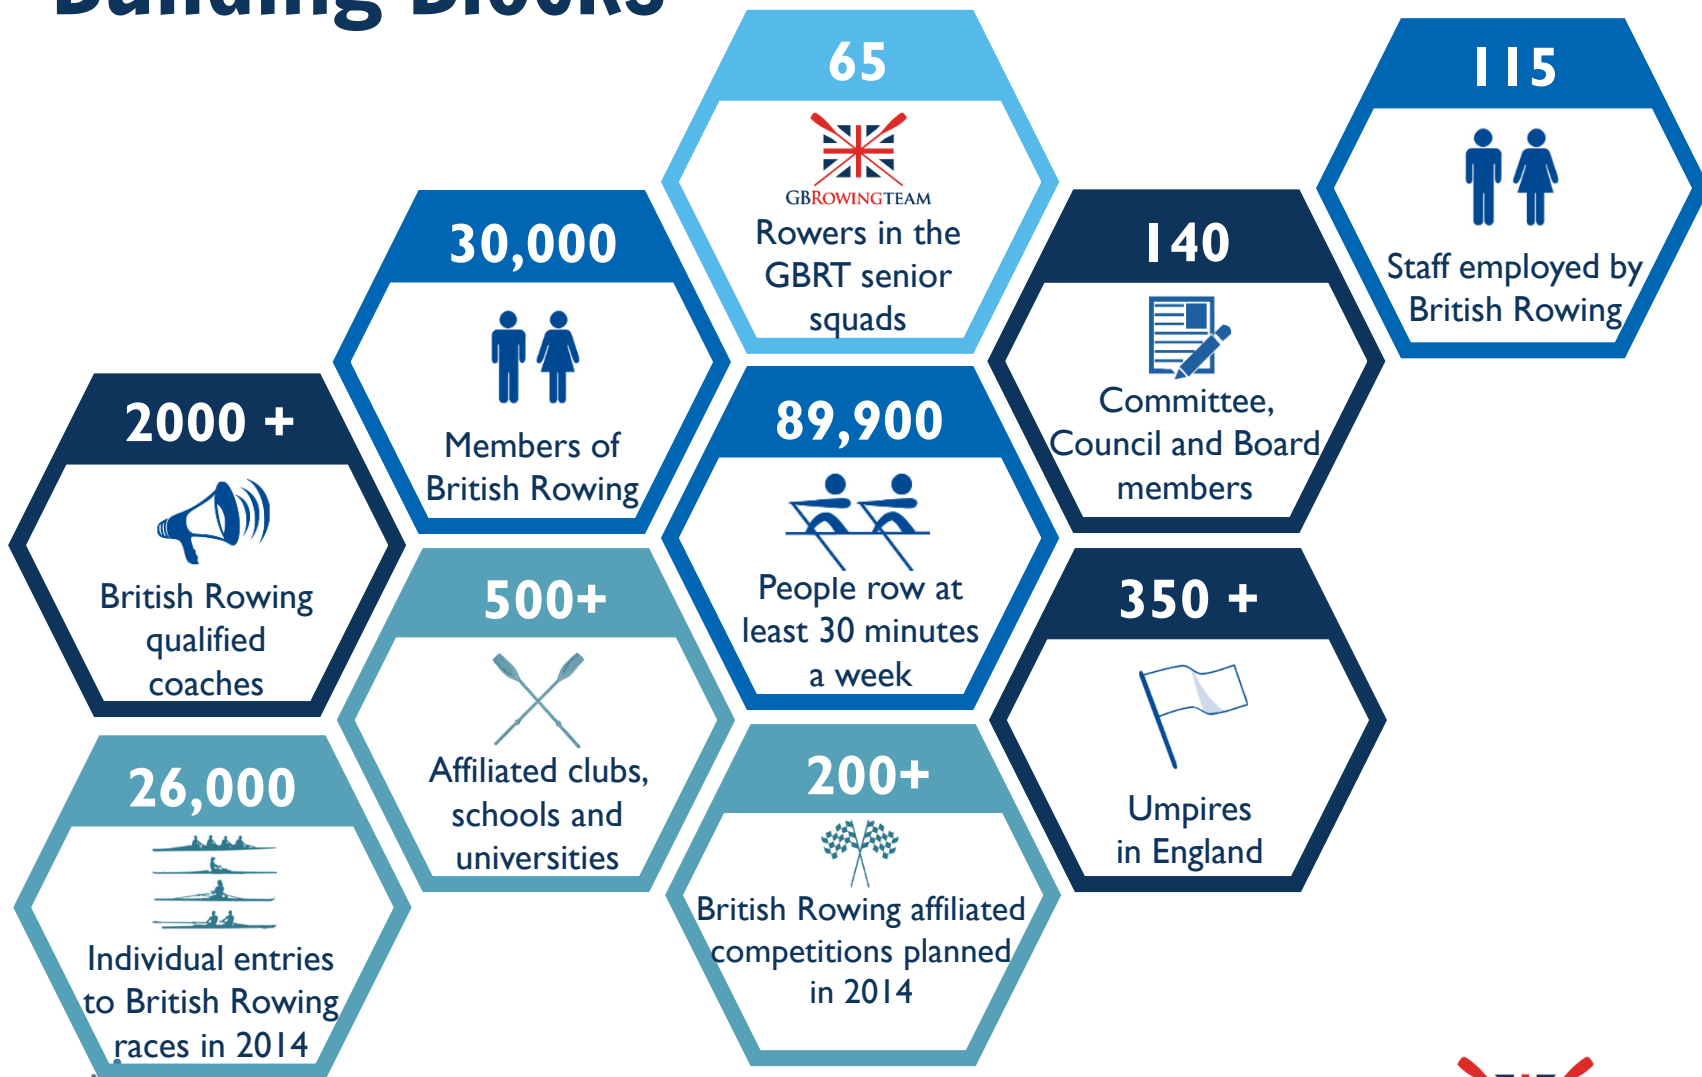 Building Blocks
65
GBROWINGTEAM
Rowers in the
GBRT senior
squads
115
Staff employed by
British Rowing
30,000
Members of
British Rowing
140
Committee,
Council and Board
members
2000 +
British Rowing
qualified
coaches
89,900
People row at
least 30 minutes
a week
500+
Affiliated clubs,
schools and
universities
350 +
Umpires
in England
26,000
Individual entries
to British Rowing
races in 2014
200+
British Rowing affiliated
competitions planned
in 2014